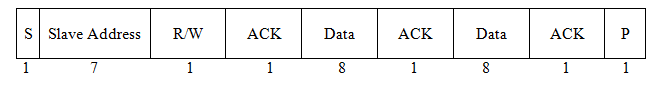 S Slave Address R/W ACK Data ACK Data ACK P
1 7 1 1 8 1 8 1 1